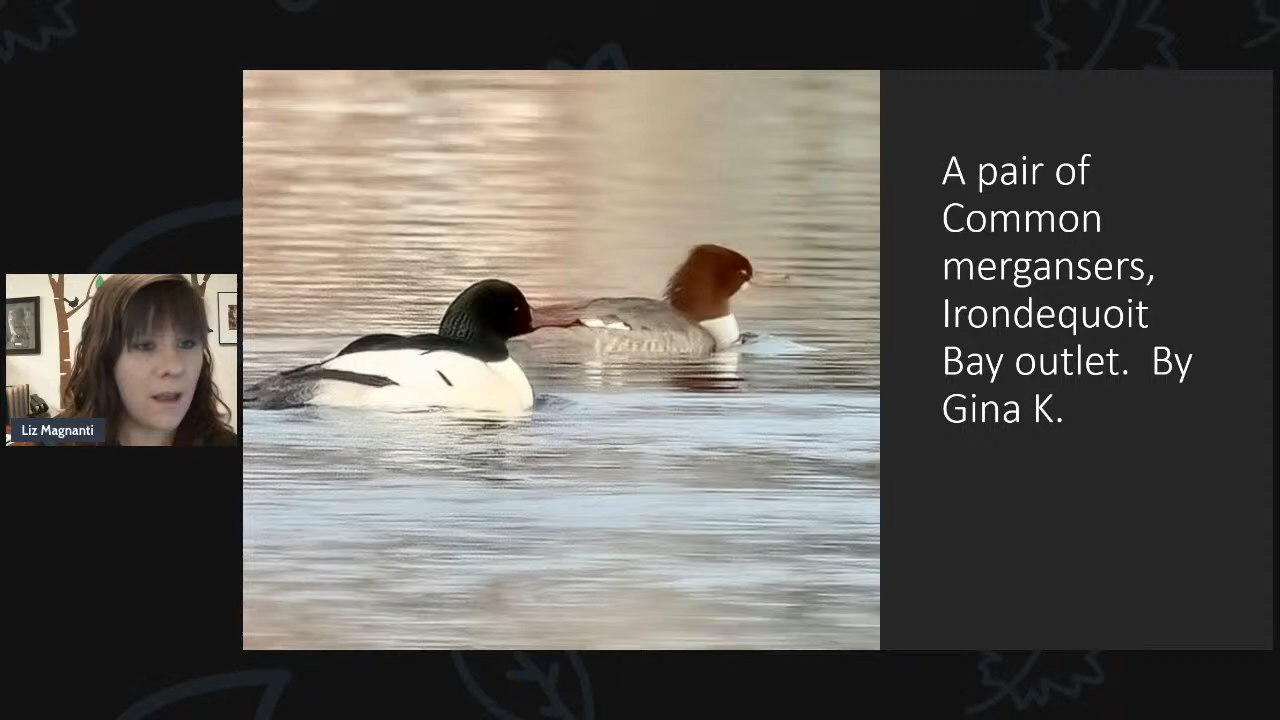 A pair of
Common
mergansers,
Irondequoit
Bay outlet.  By
Gina K.
Liz Magnanti